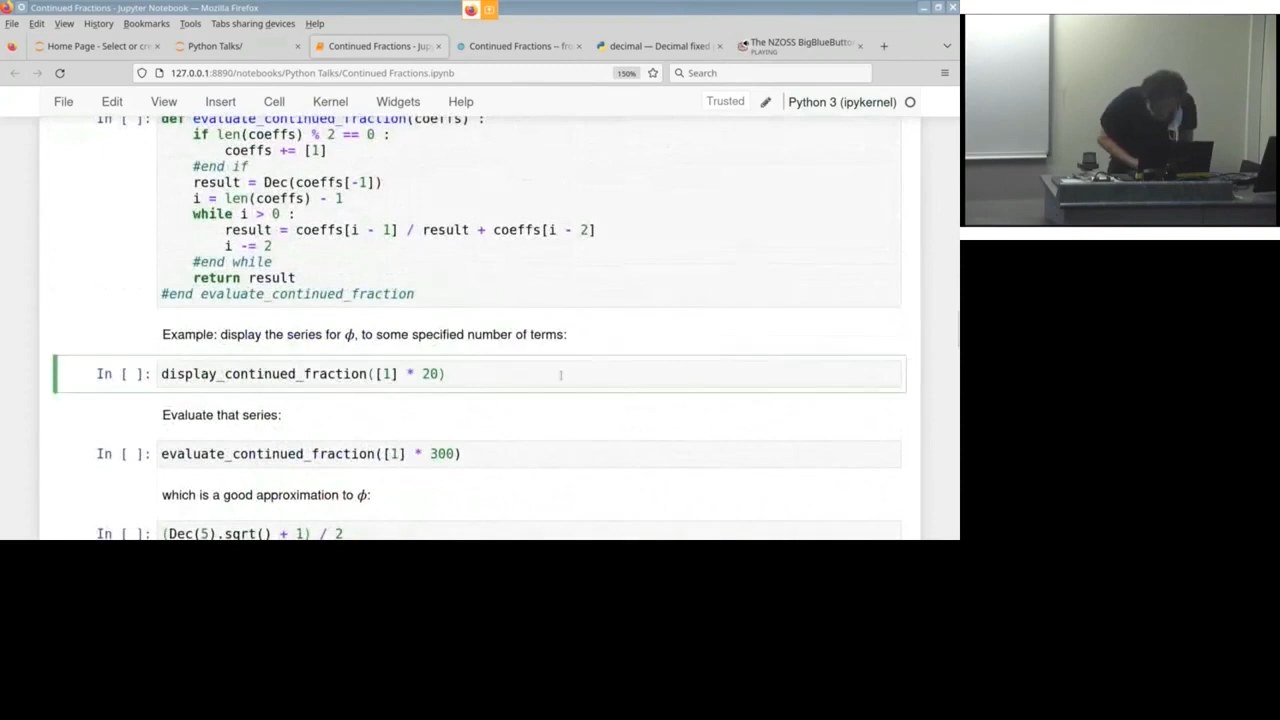 Continued Fractions - Jupyter Notebook — Mozilla Firefox
File Edit View History Bookmarks Tools Tabs sharing devices Help
Home Page - Select or cr
Python Talks/
Continued Fractions - Jup
Continued Fractions -- fro
decimal — Decimal fixed
The NZOSS BigBlueButto
PLAYING
127.0.0.1:8890/notebooks/Python Talks/Continued Fractions.ipynb
150%
Search
File Edit View Insert Cell Kernel Widgets Help
Trusted
Python 3 (ipykernel)
In [ ]: def evaluate_continued_fraction(coeffs) :
if len(coeffs) % 2 == 0 :
coeffs += [1]
#end if
result = Dec(coeffs[-1])
i = len(coeffs) - 1
while i > 0 :
result = coeffs[i - 1] / result + coeffs[i - 2]
i -= 2
#end while
return result
#end evaluate_continued_fraction
Example: display the series for ϕ, to some specified number of terms:
In [ ]: display_continued_fraction([1] * 20)
Evaluate that series:
In [ ]: evaluate_continued_fraction([1] * 300)
which is a good approximation to ϕ:
In [ ]: (Dec(5).sqrt() + 1) / 2